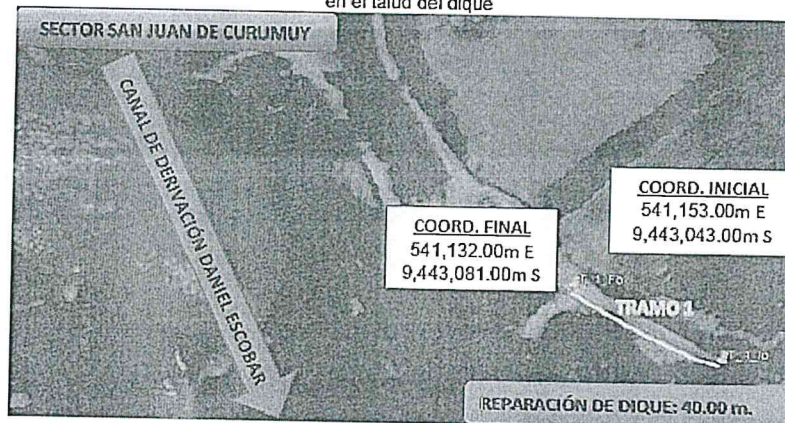 en el talud del dique
SECTOR SAN JUAN DE CURUMUY
CANAL DE DERIVACIÓN DANIEL ESCOBAR
COORD. INICIAL
541,153.00m E
9,443,043.00m S
COORD. FINAL
541,132.00m E
9,443,081.00m S
TRAMO 1
REPARACIÓN DE DIQUE: 40.00 m.